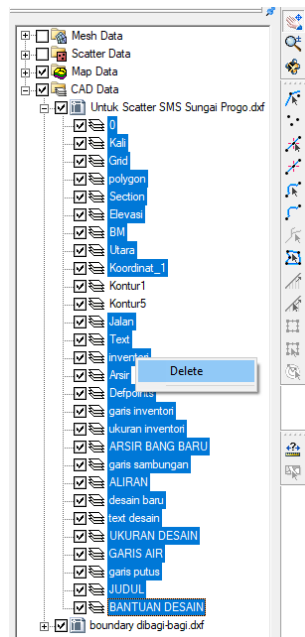 Mesh Data
Scatter Data
Map Data
CAD Data
Untuk Scatter SMS Sungai Progo.dxf
0
Kali
Grid
polygon
Section
Elevasi
BM
Utara
Koordinat_1
Kontur1
Kontur5
Jalan
Text
inventori
Delete
Arsir
Defpoints
garis inventori
ukuran inventori
ARSIR BANG BARU
garis sambungan
ALIRAN
desain baru
text desain
UKURAN DESAIN
GARIS AIR
garis putus
JUDUL
BANTUAN DESAIN
boundary dibagi-bagi.dxf